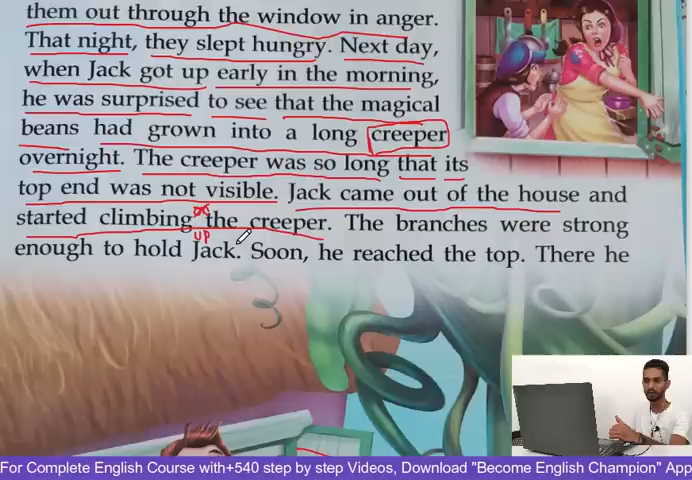 them out through the window in anger.
That night, they slept hungry. Next day,
when Jack got up early in the morning,
he was surprised to see that the magical
beans had grown into a long creeper
overnight. The creeper was so long that its
top end was not visible. Jack came out of the house and
started climbing the creeper. The branches were strong
UP
enough to hold Jack. Soon, he reached the top. There he
For Complete English Course with+540 step by step Videos, Download "Become English Champion" App